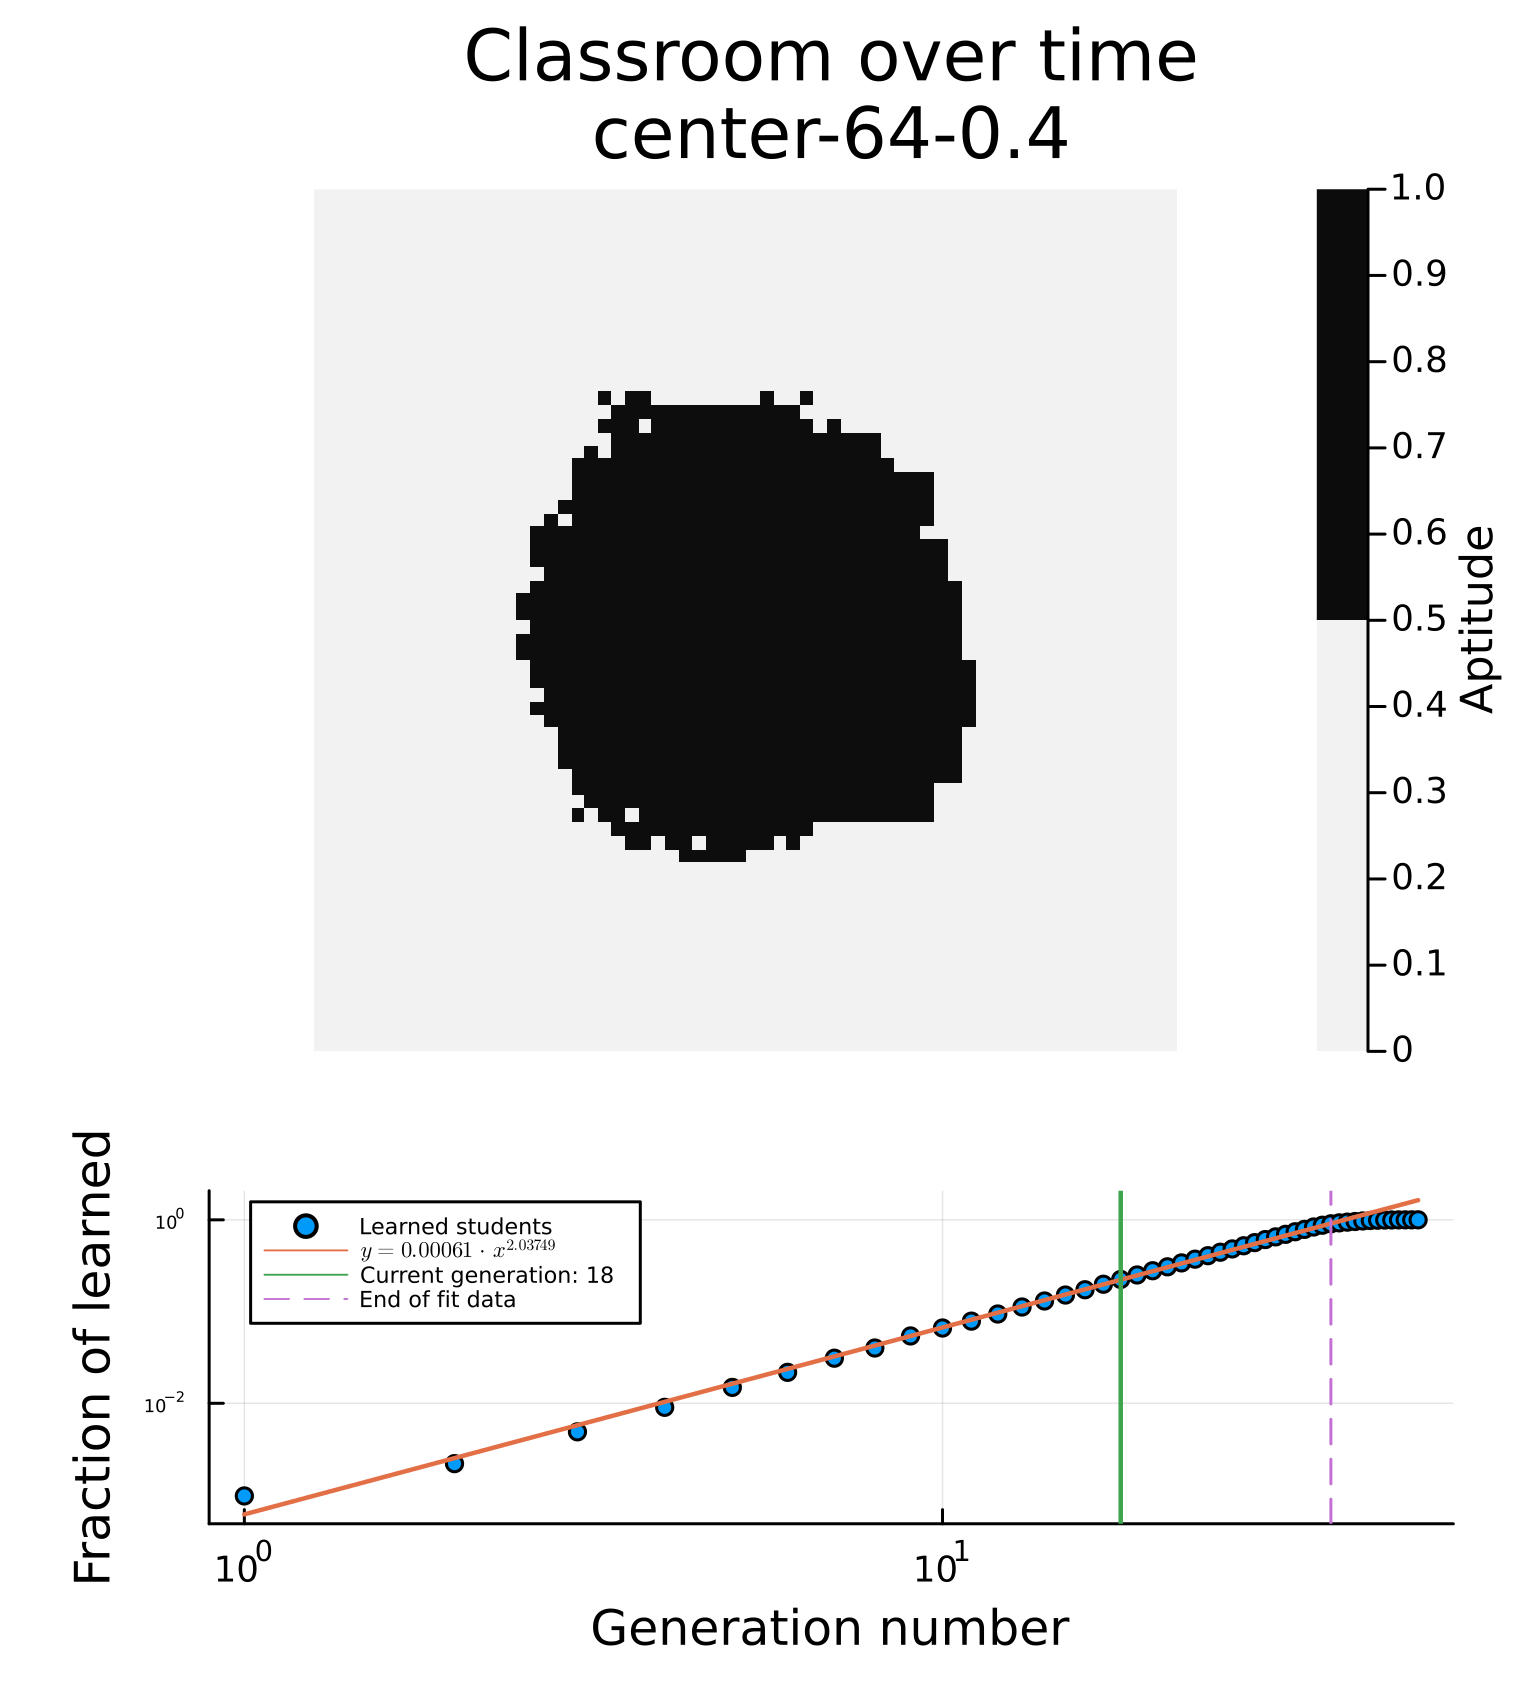 Classroom over time
center-64-0.4
1.0
0.9
0.8
0.7
0.6
0.5
0.4
0.3
0.2
0.1
0
Aptitude
Fraction of learned
10^0
10^−2
Learned students
y = 0.00061 · x^2.03749
Current generation: 18
End of fit data
10^0
10^1
Generation number